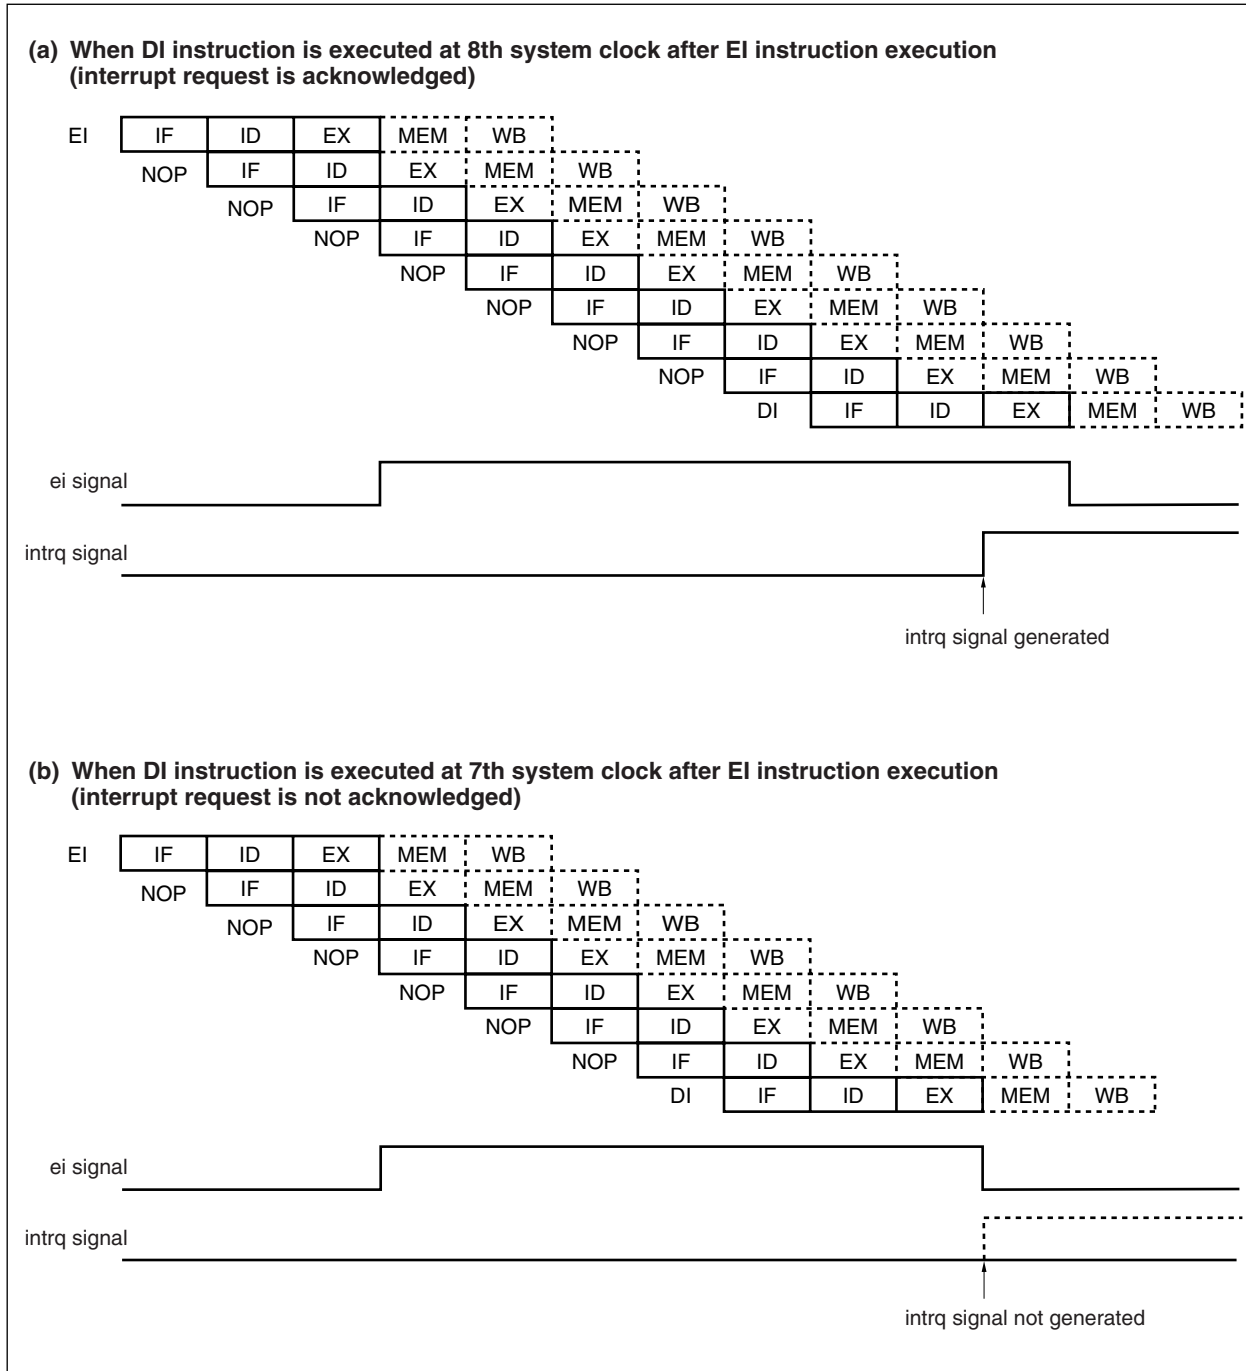 (a) When DI instruction is executed at 8th system clock after EI instruction execution
(interrupt request is acknowledged)
EI IF ID EX MEM WB
NOP IF ID EX MEM WB
NOP IF ID EX MEM WB
NOP IF ID EX MEM WB
NOP IF ID EX MEM WB
NOP IF ID EX MEM WB
NOP IF ID EX MEM WB
NOP IF ID EX MEM WB
DI IF ID EX MEM WB
ei signal
intrq signal
intrq signal generated
(b) When DI instruction is executed at 7th system clock after EI instruction execution
(interrupt request is not acknowledged)
EI IF ID EX MEM WB
NOP IF ID EX MEM WB
NOP IF ID EX MEM WB
NOP IF ID EX MEM WB
NOP IF ID EX MEM WB
NOP IF ID EX MEM WB
NOP IF ID EX MEM WB
DI IF ID EX MEM WB
ei signal
intrq signal
intrq signal not generated